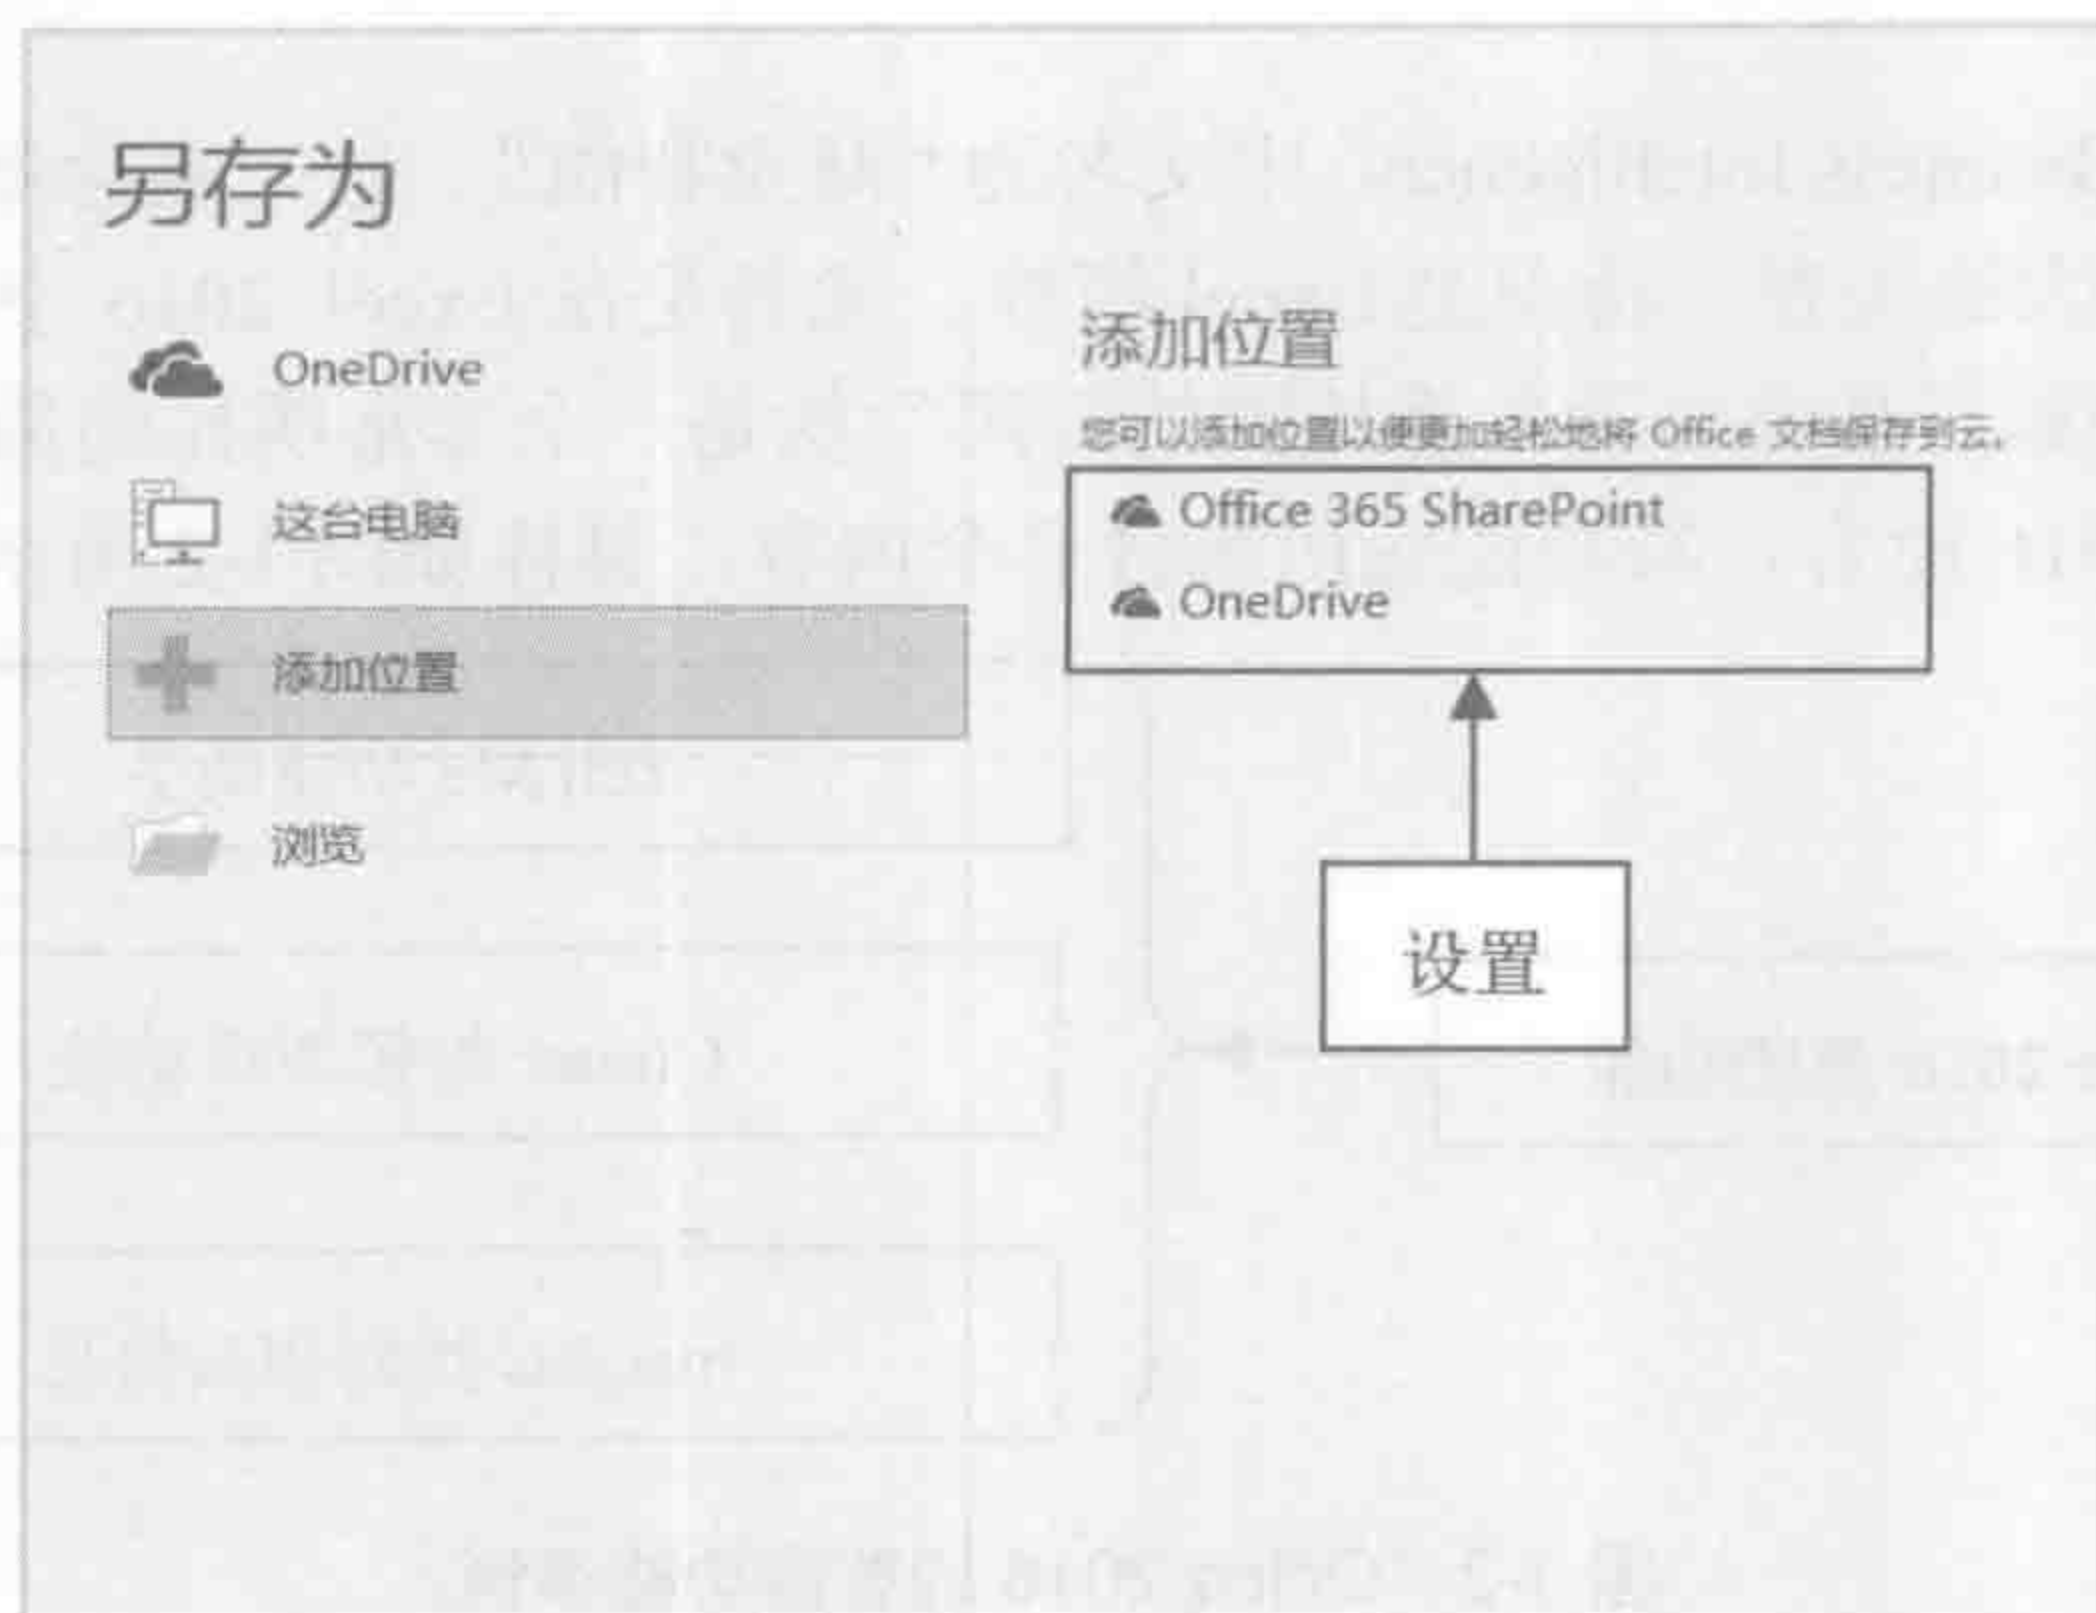 另存为
OneDrive
这台电脑
添加位置
浏览
添加位置
您可以添加位置以便更加轻松地将 Office 文档保存到云。
Office 365 SharePoint
OneDrive
设置